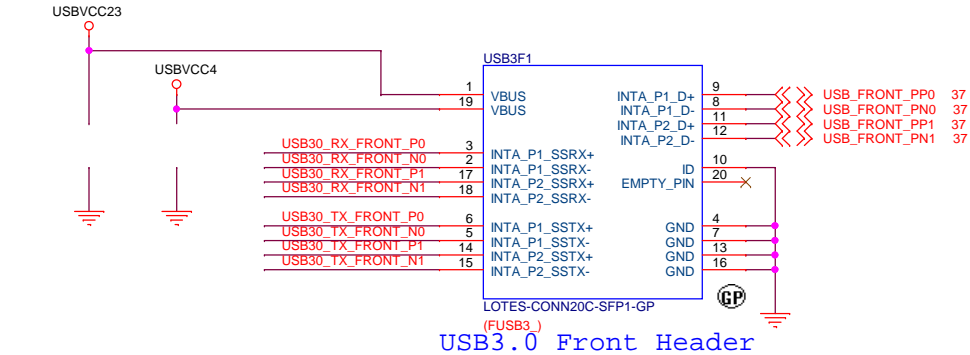 USBVCC23
USBVCC4
USB3F1
1 VBUS
19 VBUS
USB30_RX_FRONT_P0 3 INTA_P1_SSRX+
USB30_RX_FRONT_N0 2 INTA_P1_SSRX-
USB30_RX_FRONT_P1 17 INTA_P2_SSRX+
USB30_RX_FRONT_N1 18 INTA_P2_SSRX-
USB30_TX_FRONT_P0 6 INTA_P1_SSTX+
USB30_TX_FRONT_N0 5 INTA_P1_SSTX-
USB30_TX_FRONT_P1 14 INTA_P2_SSTX+
USB30_TX_FRONT_N1 15 INTA_P2_SSTX-
INTA_P1_D+ 9 USB_FRONT_PP0 37
INTA_P1_D- 8 USB_FRONT_PN0 37
INTA_P2_D+ 11 USB_FRONT_PP1 37
INTA_P2_D- 12 USB_FRONT_PN1 37
ID 10
EMPTY_PIN 20
GND 4
GND 7
GND 13
GND 16
GP
LOTES-CONN20C-SFP1-GP
(FUSB3_)
USB3.0 Front Header